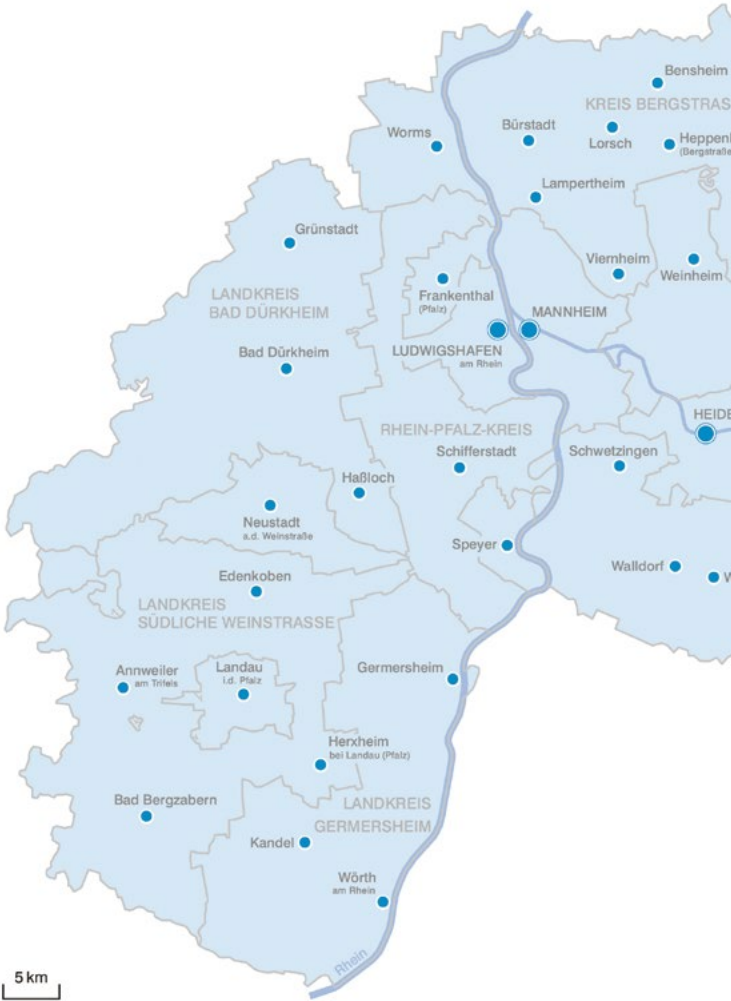 Bensheim
KREIS BERGSTRAS
Worms
Bürstadt
Lorsch
Heppen
(Bergstraße
Lampertheim
Grünstadt
Viernheim
Weinheim
Frankenthal
(Pfalz)
LANDKREIS
BAD DÜRKHEIM
MANNHEIM
LUDWIGSHAFEN
am Rhein
Bad Dürkheim
HEIDE
RHEIN-PFALZ-KREIS
Schifferstadt
Schwetzingen
Haßloch
Neustadt
a.d. Weinstraße
Speyer
Walldorf
W
Edenkoben
LANDKREIS
SÜDLICHE WEINSTRASSE
Annweiler
am Trifels
Landau
i.d. Pfalz
Germersheim
Herxheim
bei Landau (Pfalz)
Bad Bergzabern
LANDKREIS
GERMERSHEIM
Kandel
Wörth
am Rhein
Rhein
5 km